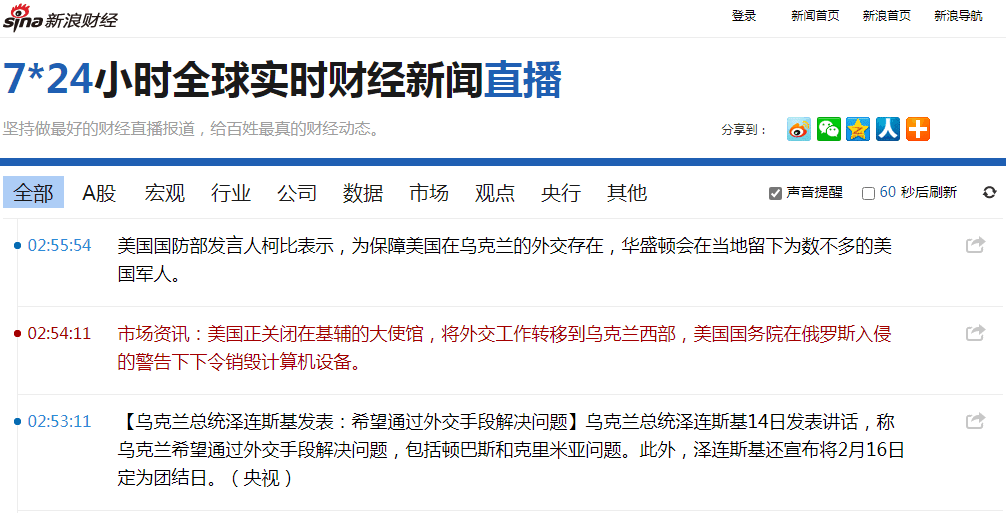 sina新浪财经 登录 新闻首页 新浪首页 新浪导航
7*24小时全球实时财经新闻直播
坚持做最好的财经直播报道，给百姓最真的财经动态。 分享到：
全部 A股 宏观 行业 公司 数据 市场 观点 央行 其他 声音提醒 60 秒后刷新
02:55:54 美国国防部发言人柯比表示，为保障美国在乌克兰的外交存在，华盛顿会在当地留下为数不多的美
国军人。
02:54:11 市场资讯：美国正关闭在基辅的大使馆，将外交工作转移到乌克兰西部，美国国务院在俄罗斯入侵
的警告下下令销毁计算机设备。
02:53:11 【乌克兰总统泽连斯基发表：希望通过外交手段解决问题】乌克兰总统泽连斯基14日发表讲话，称
乌克兰希望通过外交手段解决问题，包括顿巴斯和克里米亚问题。此外，泽连斯基还宣布将2月16日
定为团结日。（央视）